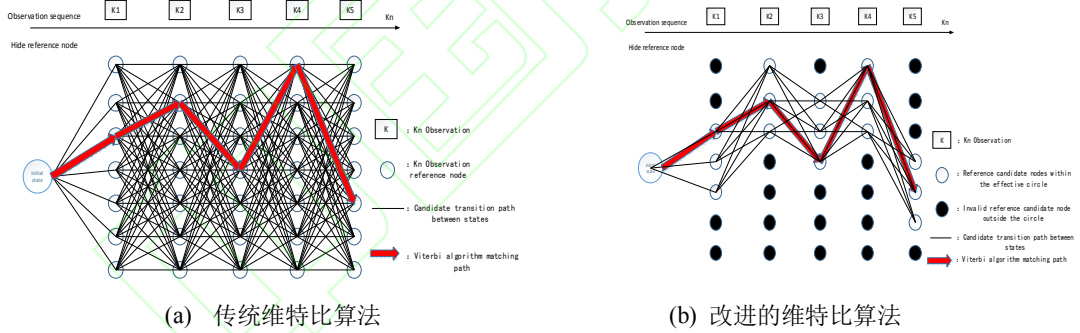 Observation sequence K1 K2 K3 K4 K5 Kn
Hide reference node
Initial
state
K : Kn Observation
: Kn Observation
reference node
: Candidate transition path
between states
: Viterbi algorithm matching
path
(a) 传统维特比算法
Observation sequence K1 K2 K3 K4 K5 Kn
Hide reference node
K : Kn Observation
: Reference candidate nodes within
the effective circle
: Invalid reference candidate node
outside the circle
: Candidate transition path between
states
: Viterbi algorithm matching path
(b) 改进的维特比算法